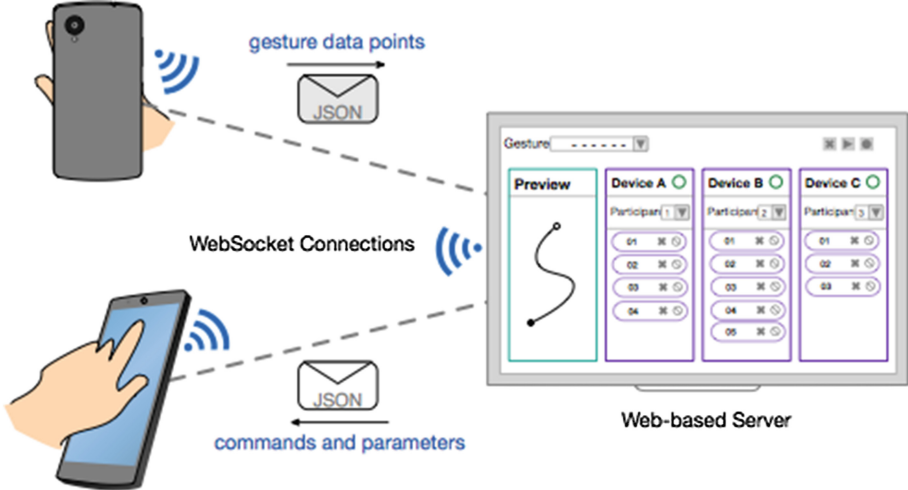 gesture data points
JSON
Gesture ------
Preview
Device A
Device B
Device C
Participan 1
Participan 2
Participan 3
01
02
03
04
01
02
03
04
05
01
02
03
WebSocket Connections
JSON
commands and parameters
Web-based Server